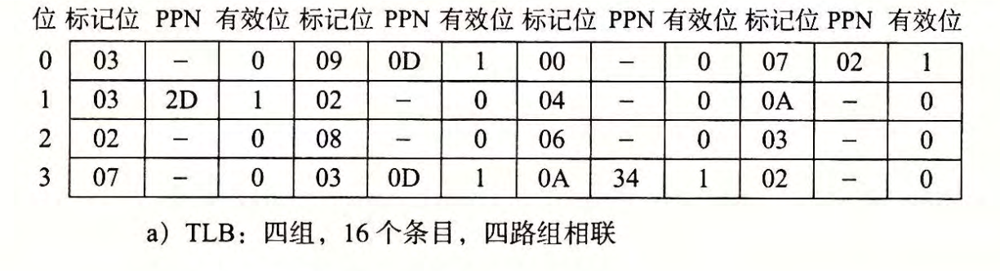 位 标记位 PPN 有效位 标记位 PPN 有效位 标记位 PPN 有效位 标记位 PPN 有效位
0 03 – 0 09 0D 1 00 – 0 07 02 1
1 03 2D 1 02 – 0 04 – 0 0A – 0
2 02 – 0 08 – 0 06 – 0 03 – 0
3 07 – 0 03 0D 1 0A 34 1 02 – 0
a）TLB：四组，16个条目，四路组相联